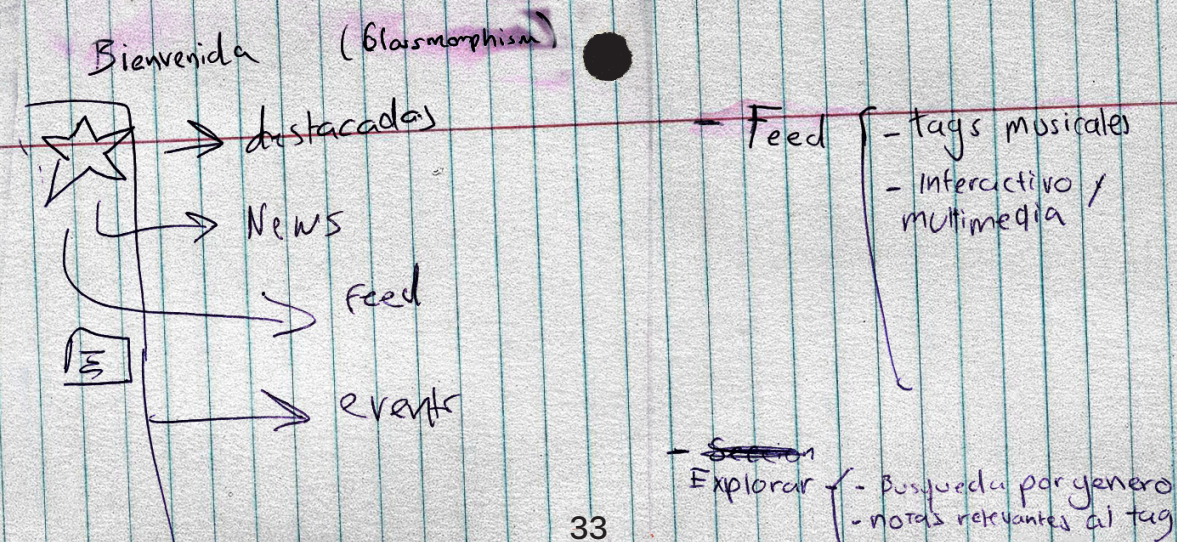 Bienvenida (Glassmorphism)
destacadas
News
Feed
events
- Feed
- tags musicales
- Interactivo /
multimedia
- Seccion
Explorar - Busqueda por genero
- notas relevantes al tag
33